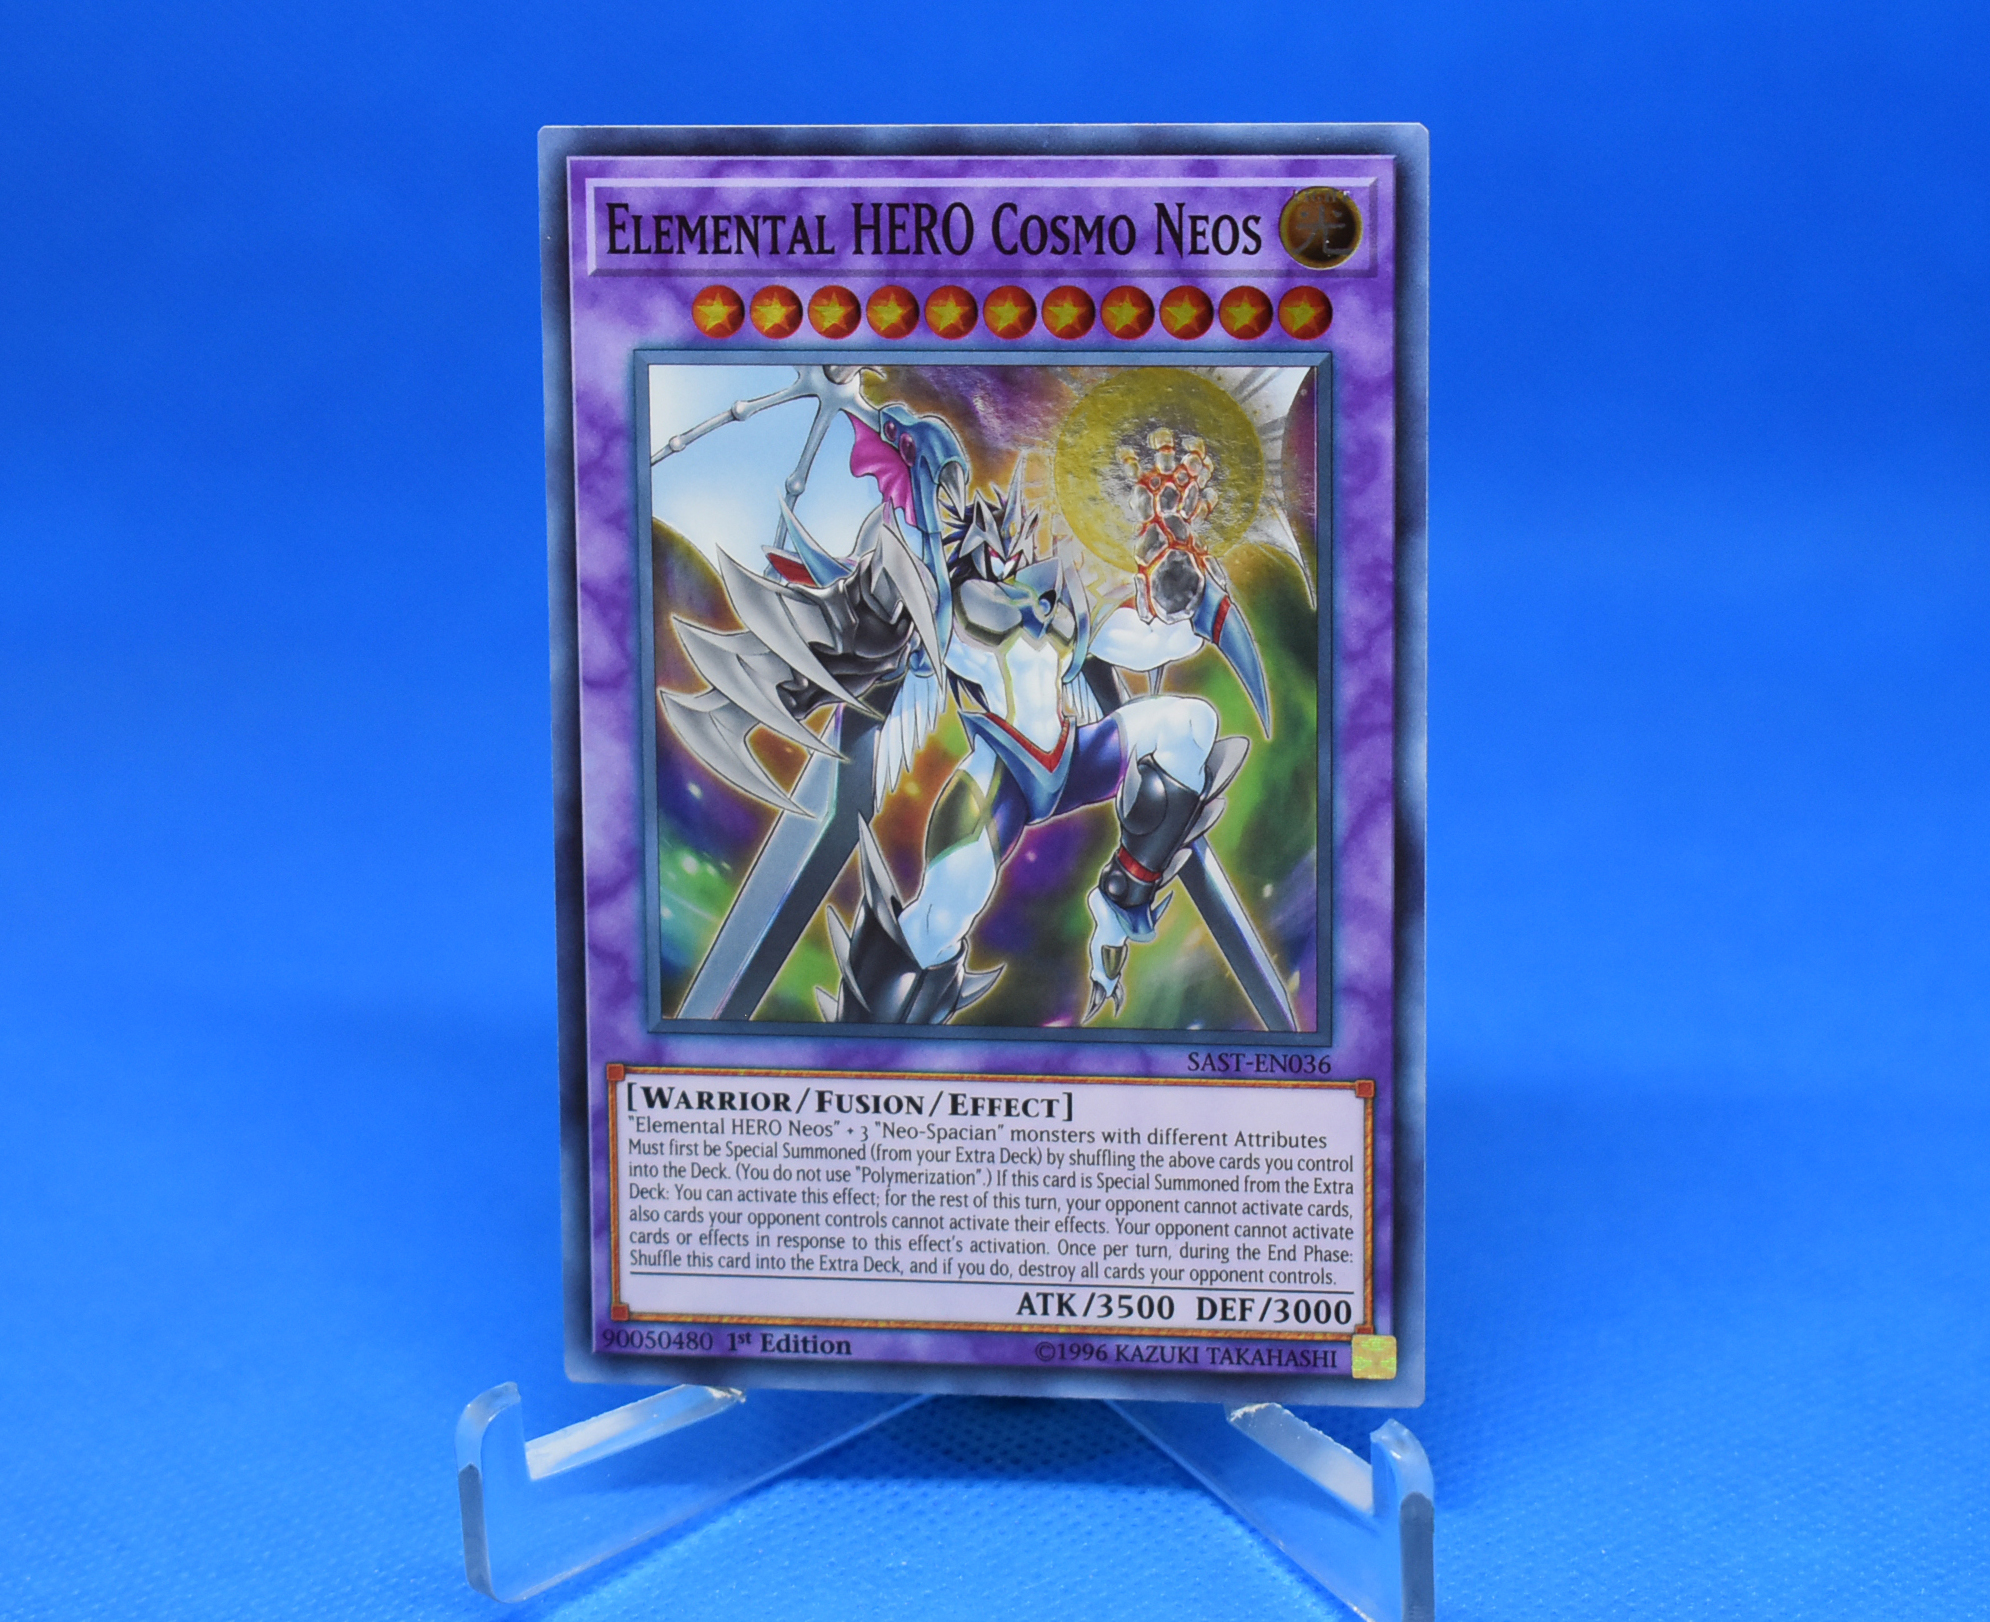 ELEMENTAL HERO COSMO NEOS
光
SAST-EN036
[WARRIOR/FUSION/EFFECT]
"Elemental HERO Neos" + 3 "Neo-Spacian" monsters with different Attributes
Must first be Special Summoned (from your Extra Deck) by shuffling the above cards you control
into the Deck. (You do not use "Polymerization".) If this card is Special Summoned from the Extra
Deck: You can activate this effect; for the rest of this turn, your opponent cannot activate cards,
also cards your opponent controls cannot activate their effects. Your opponent cannot activate
cards or effects in response to this effect's activation. Once per turn, during the End Phase:
Shuffle this card into the Extra Deck, and if you do, destroy all cards your opponent controls.
ATK/3500 DEF/3000
90050480 1st Edition ©1996 KAZUKI TAKAHASHI